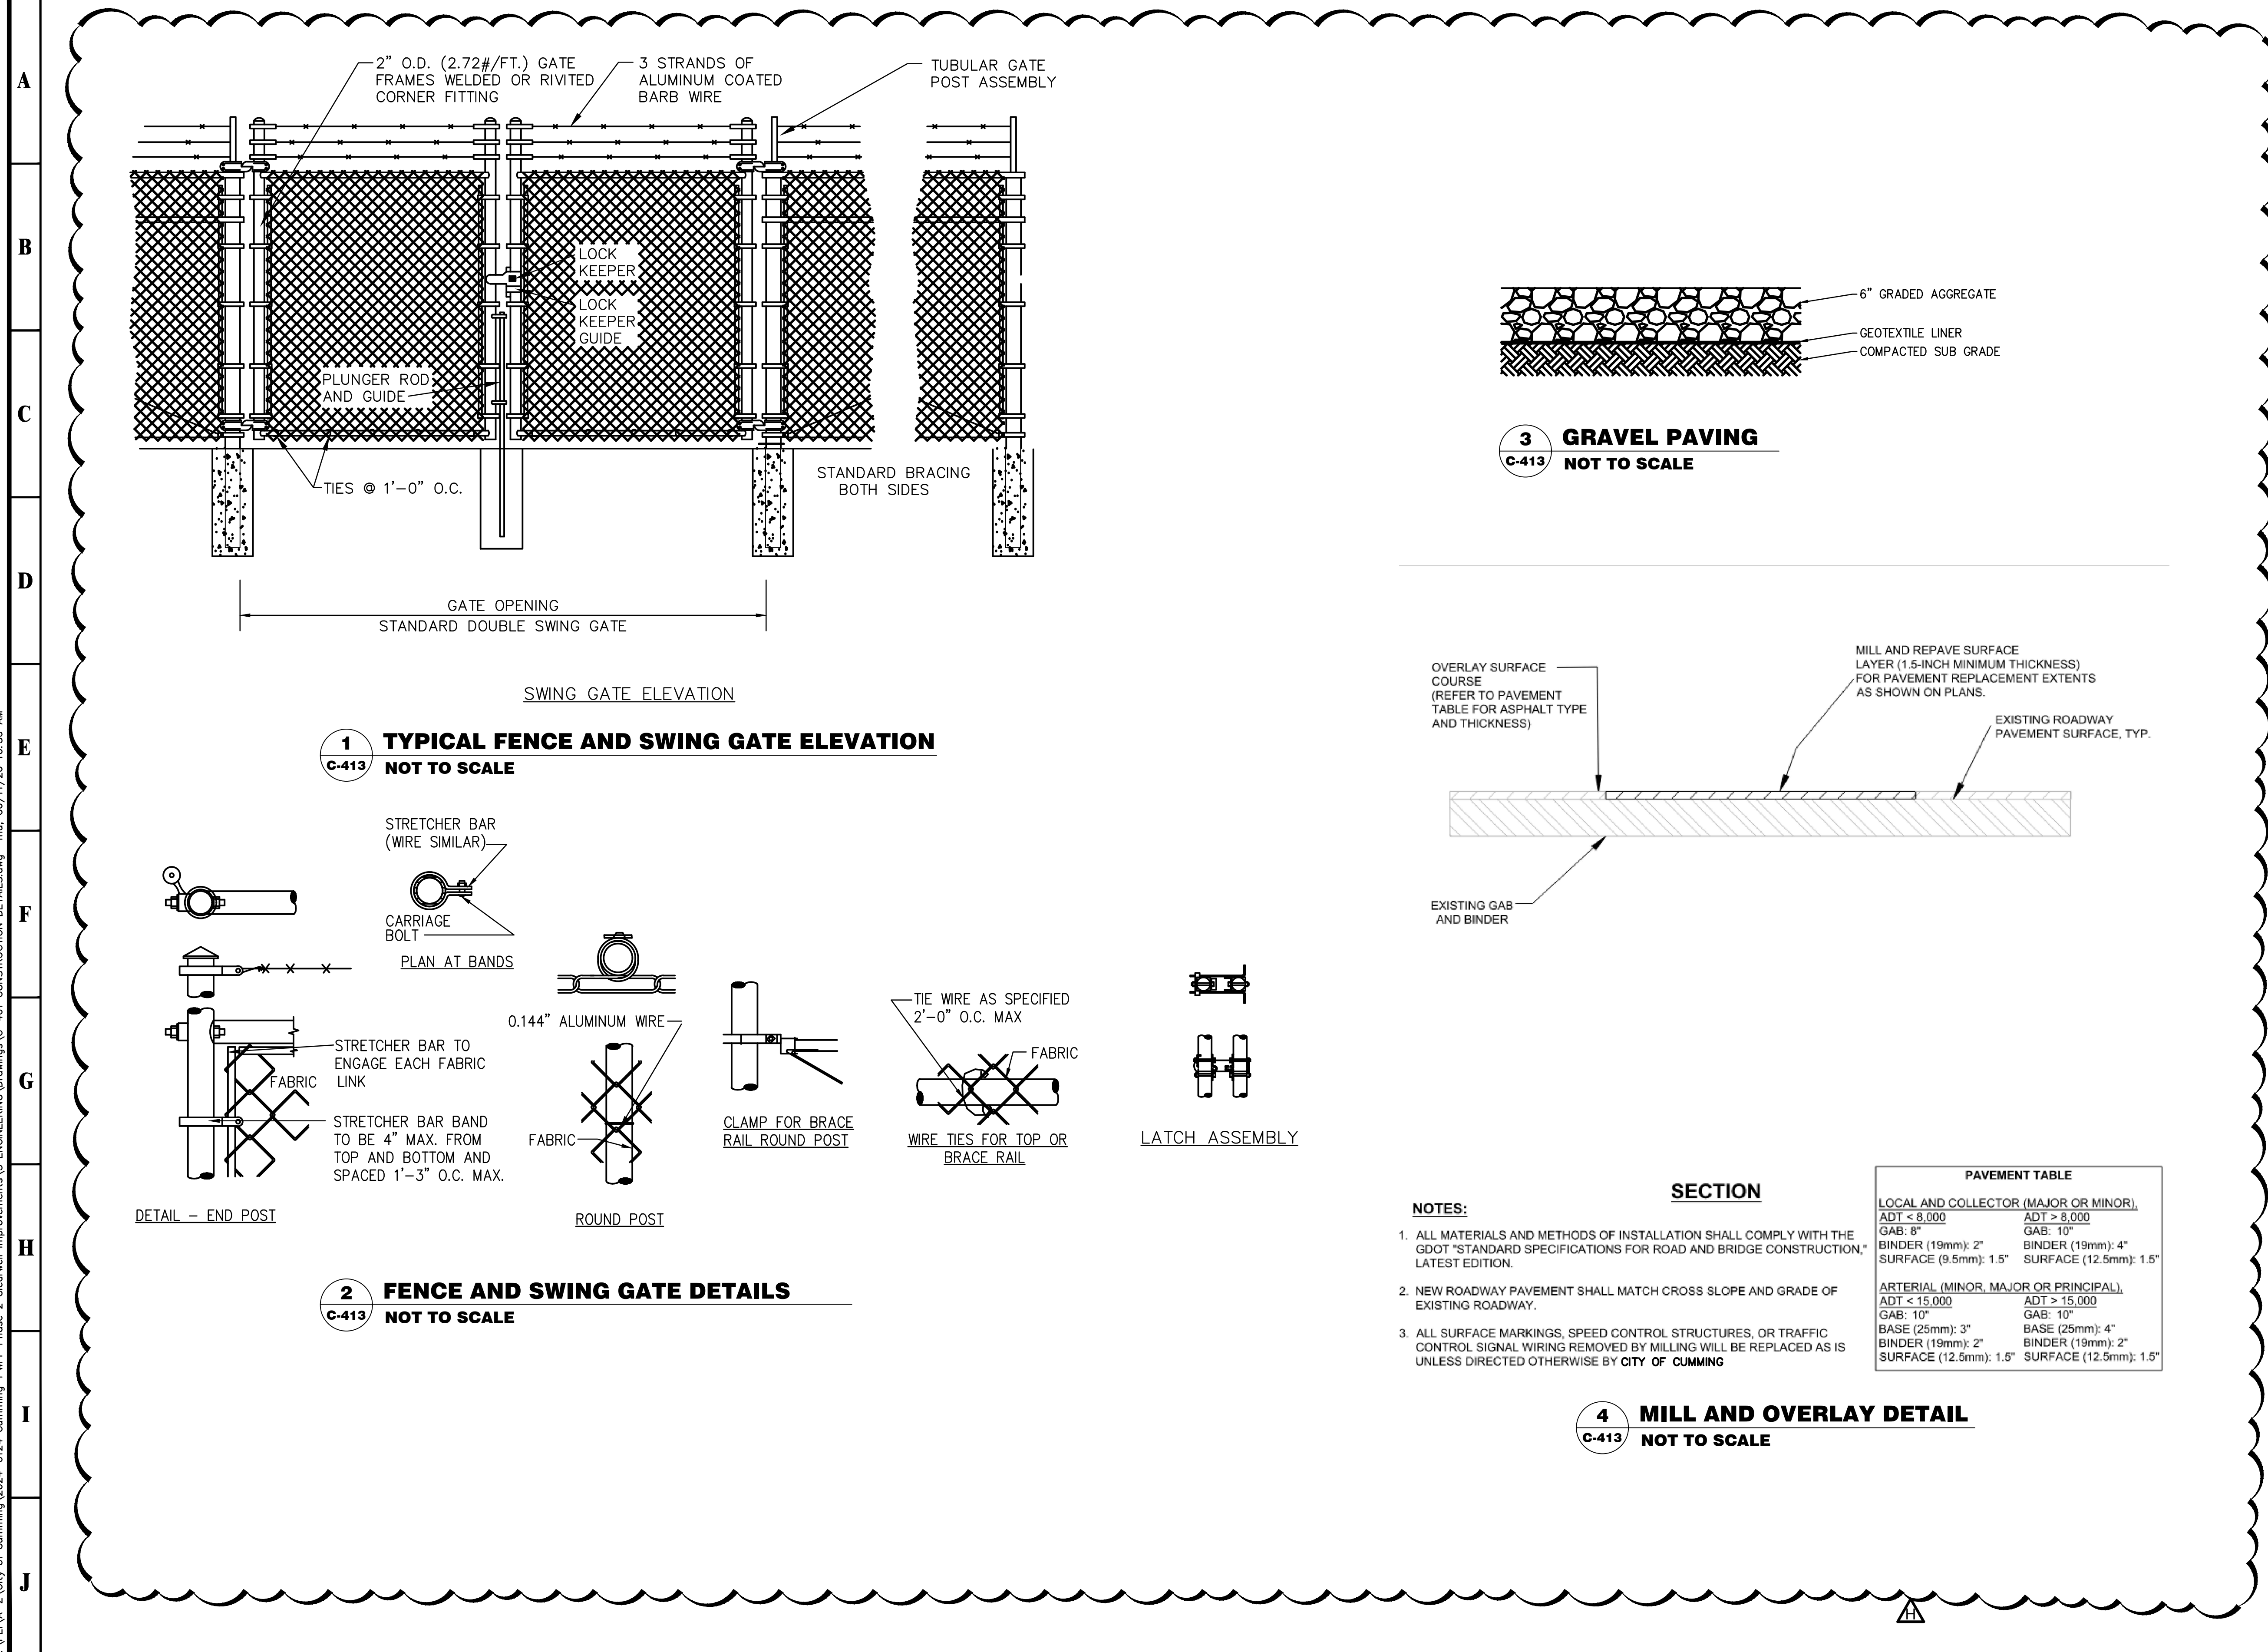 A
B
C
D
E
F
G
H
I
J
2" O.D. (2.72#/FT.) GATE
FRAMES WELDED OR RIVITED
CORNER FITTING
3 STRANDS OF
ALUMINUM COATED
BARB WIRE
TUBULAR GATE
POST ASSEMBLY
LOCK
KEEPER
LOCK
KEEPER
GUIDE
PLUNGER ROD
AND GUIDE
TIES @ 1'-0" O.C.
STANDARD BRACING
BOTH SIDES
GATE OPENING
STANDARD DOUBLE SWING GATE
SWING GATE ELEVATION
1
C-413
TYPICAL FENCE AND SWING GATE ELEVATION
NOT TO SCALE
STRETCHER BAR
(WIRE SIMILAR)
CARRIAGE
BOLT
PLAN AT BANDS
0.144" ALUMINUM WIRE
STRETCHER BAR TO
ENGAGE EACH FABRIC
LINK
FABRIC
STRETCHER BAR BAND
TO BE 4" MAX. FROM
TOP AND BOTTOM AND
SPACED 1'-3" O.C. MAX.
DETAIL - END POST
FABRIC
ROUND POST
CLAMP FOR BRACE
RAIL ROUND POST
TIE WIRE AS SPECIFIED
2'-0" O.C. MAX
FABRIC
WIRE TIES FOR TOP OR
BRACE RAIL
LATCH ASSEMBLY
2
C-413
FENCE AND SWING GATE DETAILS
NOT TO SCALE
6" GRADED AGGREGATE
GEOTEXTILE LINER
COMPACTED SUB GRADE
3
C-413
GRAVEL PAVING
NOT TO SCALE
OVERLAY SURFACE
COURSE
(REFER TO PAVEMENT
TABLE FOR ASPHALT TYPE
AND THICKNESS)
MILL AND REPAVE SURFACE
LAYER (1.5-INCH MINIMUM THICKNESS)
FOR PAVEMENT REPLACEMENT EXTENTS
AS SHOWN ON PLANS.
EXISTING ROADWAY
PAVEMENT SURFACE, TYP.
EXISTING GAB
AND BINDER
SECTION
NOTES:
1. ALL MATERIALS AND METHODS OF INSTALLATION SHALL COMPLY WITH THE
GDOT "STANDARD SPECIFICATIONS FOR ROAD AND BRIDGE CONSTRUCTION,"
LATEST EDITION.
2. NEW ROADWAY PAVEMENT SHALL MATCH CROSS SLOPE AND GRADE OF
EXISTING ROADWAY.
3. ALL SURFACE MARKINGS, SPEED CONTROL STRUCTURES, OR TRAFFIC
CONTROL SIGNAL WIRING REMOVED BY MILLING WILL BE REPLACED AS IS
UNLESS DIRECTED OTHERWISE BY CITY OF CUMMING
PAVEMENT TABLE
LOCAL AND COLLECTOR (MAJOR OR MINOR),
ADT < 8,000 ADT > 8,000
GAB: 8" GAB: 10"
BINDER (19mm): 2" BINDER (19mm): 4"
SURFACE (9.5mm): 1.5" SURFACE (12.5mm): 1.5"
ARTERIAL (MINOR, MAJOR OR PRINCIPAL),
ADT < 15,000 ADT > 15,000
GAB: 10" GAB: 10"
BASE (25mm): 3" BASE (25mm): 4"
BINDER (19mm): 2" BINDER (19mm): 2"
SURFACE (12.5mm): 1.5" SURFACE (12.5mm): 1.5"
4
C-413
MILL AND OVERLAY DETAIL
NOT TO SCALE
H